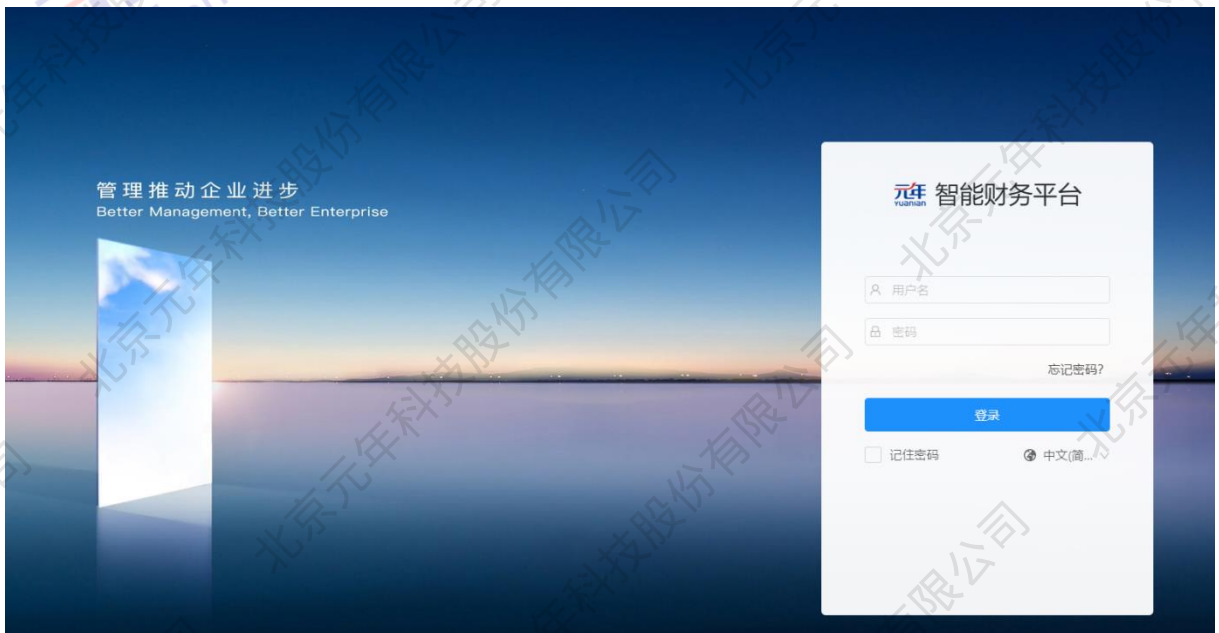 管理推动企业进步
Better Management, Better Enterprise
元年 yuanian 智能财务平台
用户名
密码
忘记密码?
登录
记住密码 中文(简...
北京元年科技股份有限公司